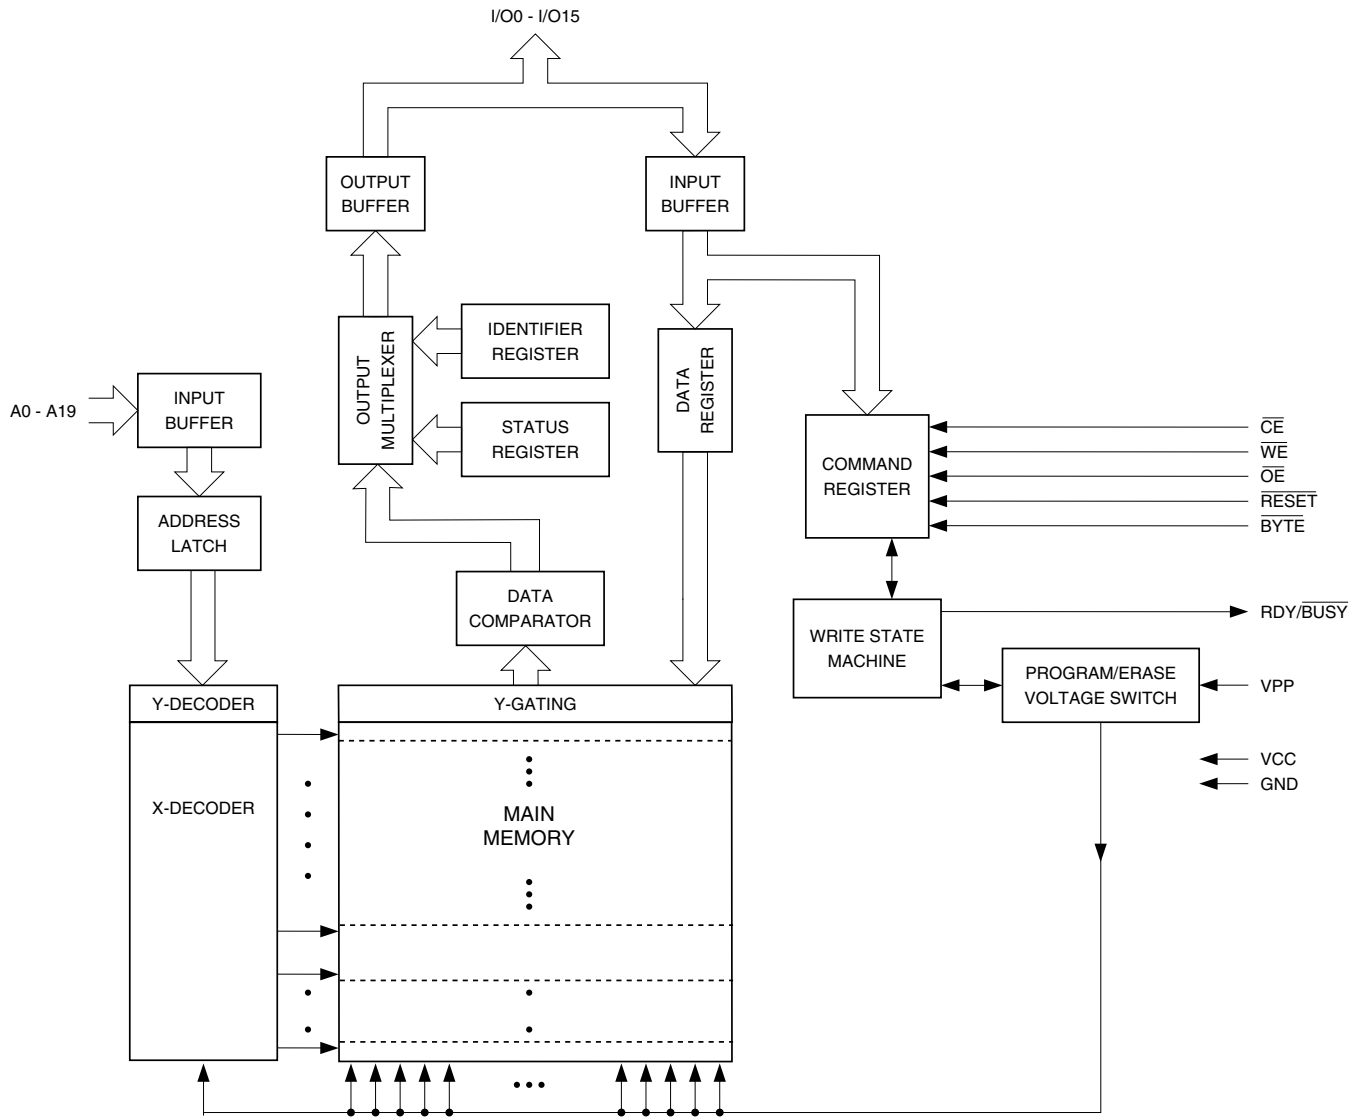 I/O0 - I/O15
OUTPUT
BUFFER
INPUT
BUFFER
IDENTIFIER
REGISTER
OUTPUT
MULTIPLEXER
DATA
REGISTER
A0 - A19
INPUT
BUFFER
STATUS
REGISTER
COMMAND
REGISTER
CE
WE
OE
RESET
BYTE
ADDRESS
LATCH
DATA
COMPARATOR
WRITE STATE
MACHINE
RDY/BUSY
PROGRAM/ERASE
VOLTAGE SWITCH
VPP
Y-DECODER
Y-GATING
VCC
GND
X-DECODER
MAIN
MEMORY